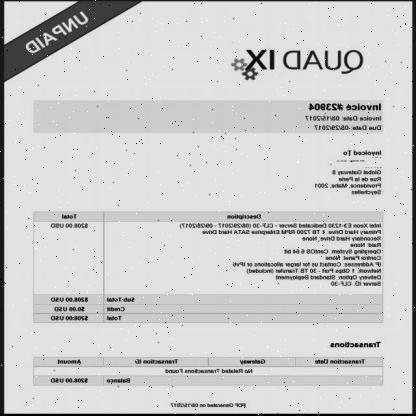 UNPAID
QUAD IX
Invoice #23904
Invoice Date: 08/15/2017
Due Date: 08/29/2017
Invoiced To
Global Gateway 8
Rue de la Perle
Providence, Mahe, 2001
Seychelles
Description Total
Intel Xeon E3-1230 Dedicated Server - CLF-30 (08/29/2017 - 09/28/2017) $208.00 USD
Primary Hard Drive: 4 TB 7200 RPM Enterprise SATA Hard Drive
Secondary Hard Drive: None
Raid: None
Operating System: CentOS 6 64 bit
Control Panel: None
IP Addresses: Contact us for larger allocations or IPv6
Network: 1 Gbps Port - 30 TB Transfer (included)
Delivery Option: Standard Deployment
Server ID: CLF-30
Sub-Total $208.00 USD
Credit $0.00 USD
Total $208.00 USD
Transactions
Transaction Date Gateway Transaction ID Amount
No Related Transactions Found
Balance $208.00 USD
PDF Generated on 08/15/2017